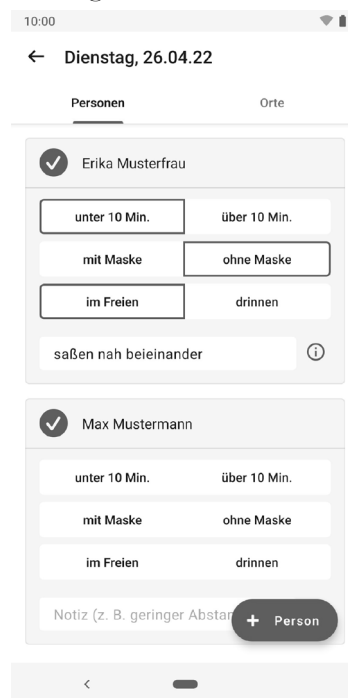 10:00
Dienstag, 26.04.22
Personen Orte
Erika Musterfrau
unter 10 Min. über 10 Min.
mit Maske ohne Maske
im Freien drinnen
saßen nah beieinander
Max Mustermann
unter 10 Min. über 10 Min.
mit Maske ohne Maske
im Freien drinnen
Notiz (z. B. geringer Abstan
+ Person